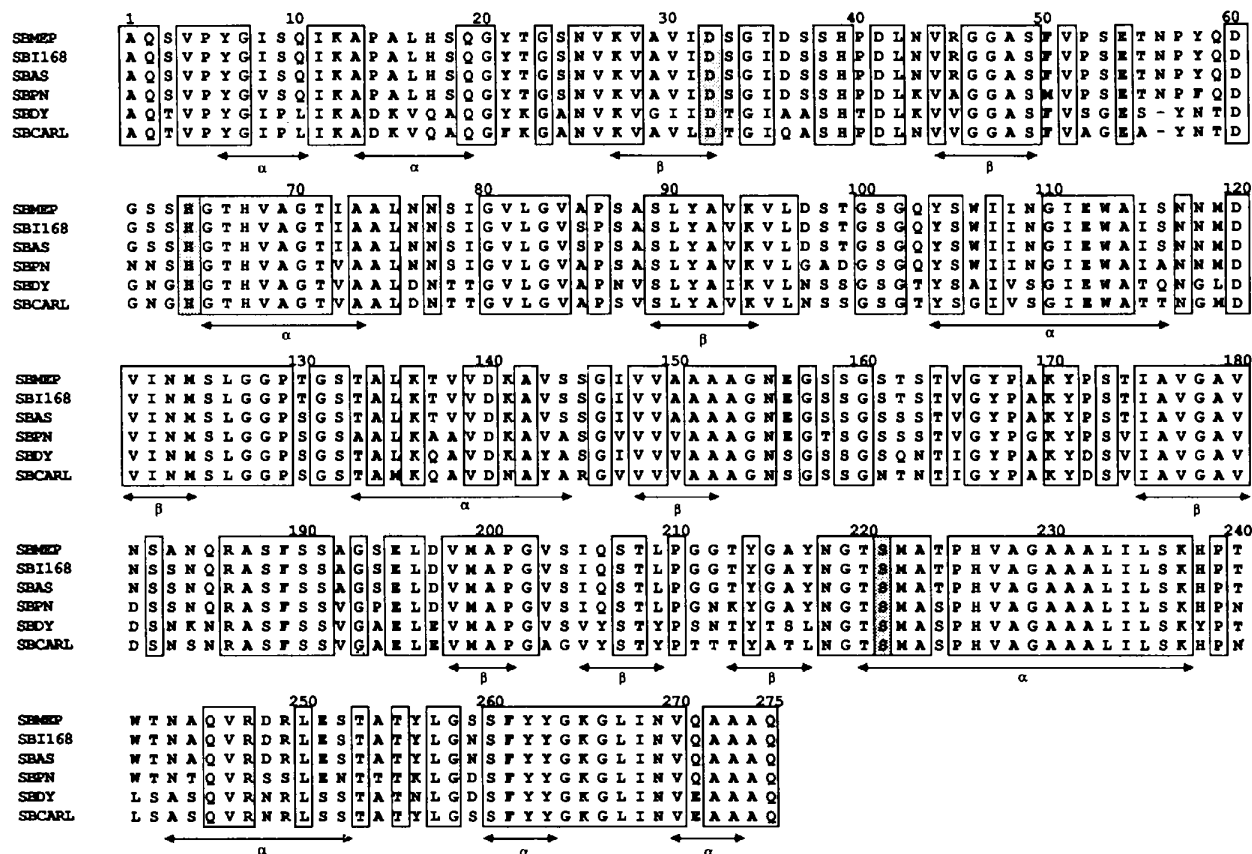 1 10 20 30 40 50 60
SBMEP A Q S V P Y G I S Q I K A P A L H S Q G Y T G S N V K V A V I D S G I D S S H P D L N V R G G A S F V P S E T N P Y Q D
SBI168 A Q S V P Y G I S Q I K A P A L H S Q G Y T G S N V K V A V I D S G I D S S H P D L N V R G G A S F V P S E T N P Y Q D
SBAS A Q S V P Y G I S Q I K A P A L H S Q G Y T G S N V K V A V I D S G I D S S H P D L N V R G G A S F V P S E T N P Y Q D
SBPN A Q S V P Y G V S Q I K A P A L H S Q G Y T G S N V K V A V I D S G I D S S H P D L K V A G G A S M V P S E T N P F Q D
SBDY A Q T V P Y G I P L I K A D K V Q A Q G Y K G A N V K V G I I D T G I A A S H T D L K V V G G A S F V S G E S - Y N T D
SBCARL A Q T V P Y G I P L I K A D K V Q A Q G F K G A N V K V A V L D T G I Q A S H P D L N V V G G A S F V A G E A - Y N T D
α α β β
70 80 90 100 110 120
SBMEP G S S H G T H V A G T I A A L N N S I G V L G V A P S A S L Y A V K V L D S T G S G Q Y S W I I N G I E W A I S N N M D
SBI168 G S S H G T H V A G T I A A L N N S I G V L G V S P S A S L Y A V K V L D S T G S G Q Y S W I I N G I E W A I S N N M D
SBAS G S S H G T H V A G T I A A L N N S I G V L G V S P S A S L Y A V K V L D S T G S G Q Y S W I I N G I E W A I S N N M D
SBPN N N S H G T H V A G T V A A L N N S I G V L G V A P S A S L Y A V K V L G A D G S G Q Y S W I I N G I E W A I A N N M D
SBDY G N G H G T H V A G T V A A L D N T T G V L G V A P N V S L Y A I K V L N S S G S G T Y S A I V S G I E W A T Q N G L D
SBCARL G N G H G T H V A G T V A A L D N T T G V L G V A P S V S L Y A V K V L N S S G S G T Y S G I V S G I E W A T T N G M D
α β α
130 140 150 160 170 180
SBMEP V I N M S L G G P T G S T A L K T V V D K A V S S G I V V A A A A G N E G S S G S T S T V G Y P A K Y P S T I A V G A V
SBI168 V I N M S L G G P T G S T A L K T V V D K A V S S G I V V A A A A G N E G S S G S T S T V G Y P A K Y P S T I A V G A V
SBAS V I N M S L G G P S G S T A L K T V V D K A V S S G I V V A A A A G N E G S S G S S S T V G Y P A K Y P S T I A V G A V
SBPN V I N M S L G G P S G S A A L K A A V D K A V A S G V V V V A A A G N E G T S G S S S T V G Y P G K Y P S V I A V G A V
SBDY V I N M S L G G P S G S T A L K Q A V D K A Y A S G I V V V A A A G N S G S S G S Q N T I G Y P A K Y D S V I A V G A V
SBCARL V I N M S L G G P S G S T A M K Q A V D N A Y A R G V V V V A A A G N S G S S G N T N T I G Y P A K Y D S V I A V G A V
β α β β
190 200 210 220 230 240
SBMEP N S A N Q R A S F S S A G S E L D V M A P G V S I Q S T L P G G T Y G A Y N G T S M A T P H V A G A A A L I L S K H P T
SBI168 N S S N Q R A S F S S A G S E L D V M A P G V S I Q S T L P G G T Y G A Y N G T S M A T P H V A G A A A L I L S K H P T
SBAS N S S N Q R A S F S S A G S E L D V M A P G V S I Q S T L P G G T Y G A Y N G T S M A T P H V A G A A A L I L S K H P T
SBPN D S S N Q R A S F S S V G P E L D V M A P G V S I Q S T L P G N K Y G A Y N G T S M A S P H V A G A A A L I L S K H P N
SBDY D S N K N R A S F S S V G A E L E V M A P G V S V Y S T Y P S N T Y T S L N G T S M A S P H V A G A A A L I L S K Y P T
SBCARL D S N S N R A S F S S V G A E L E V M A P G A G V Y S T Y P T T T Y A T L N G T S M A S P H V A G A A A L I L S K H P N
β β β α
250 260 270 275
SBMEP W T N A Q V R D R L E S T A T Y L G S S F Y Y G K G L I N V Q A A A Q
SBI168 W T N A Q V R D R L E S T A T Y L G N S F Y Y G K G L I N V Q A A A Q
SBAS W T N A Q V R D R L E S T A T Y L G N S F Y Y G K G L I N V Q A A A Q
SBPN W T N T Q V R S S L E N T T T K L G D S F Y Y G K G L I N V Q A A A Q
SBDY L S A S Q V R N R L S S T A T N L G D S F Y Y G K G L I N V E A A A Q
SBCARL L S A S Q V R N R L S S T A T Y L G S S F Y Y G K G L I N V E A A A Q
α α α